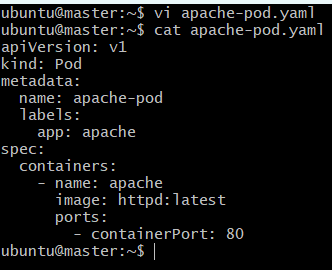 ubuntu@master:~$ vi apache-pod.yaml
ubuntu@master:~$ cat apache-pod.yaml
apiVersion: v1
kind: Pod
metadata:
  name: apache-pod
  labels:
    app: apache
spec:
  containers:
    - name: apache
      image: httpd:latest
      ports:
        - containerPort: 80
ubuntu@master:~$